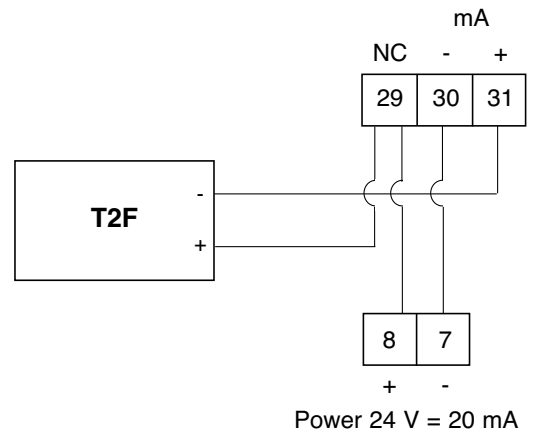 mA
NC - +
29 30 31
-
T2F
+
8 7
+ -
Power 24 V = 20 mA